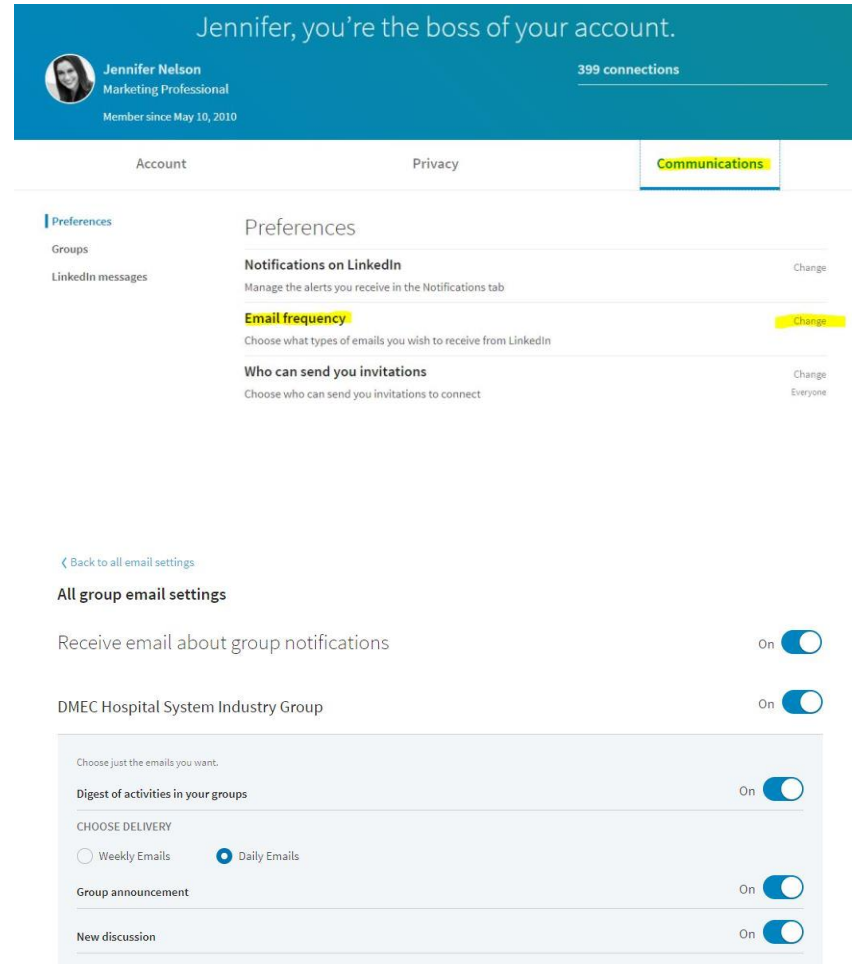 Jennifer, you're the boss of your account.
Jennifer Nelson
Marketing Professional
Member since May 10, 2010
399 connections
Account
Privacy
Communications
Preferences
Groups
LinkedIn messages
Preferences
Notifications on LinkedIn
Change
Manage the alerts you receive in the Notifications tab
Email frequency
Change
Choose what types of emails you wish to receive from LinkedIn
Who can send you invitations
Change
Choose who can send you invitations to connect
Everyone
Back to all email settings
All group email settings
Receive email about group notifications
On
DMEC Hospital System Industry Group
On
Choose just the emails you want.
Digest of activities in your groups
On
CHOOSE DELIVERY
Weekly Emails
Daily Emails
Group announcement
On
New discussion
On